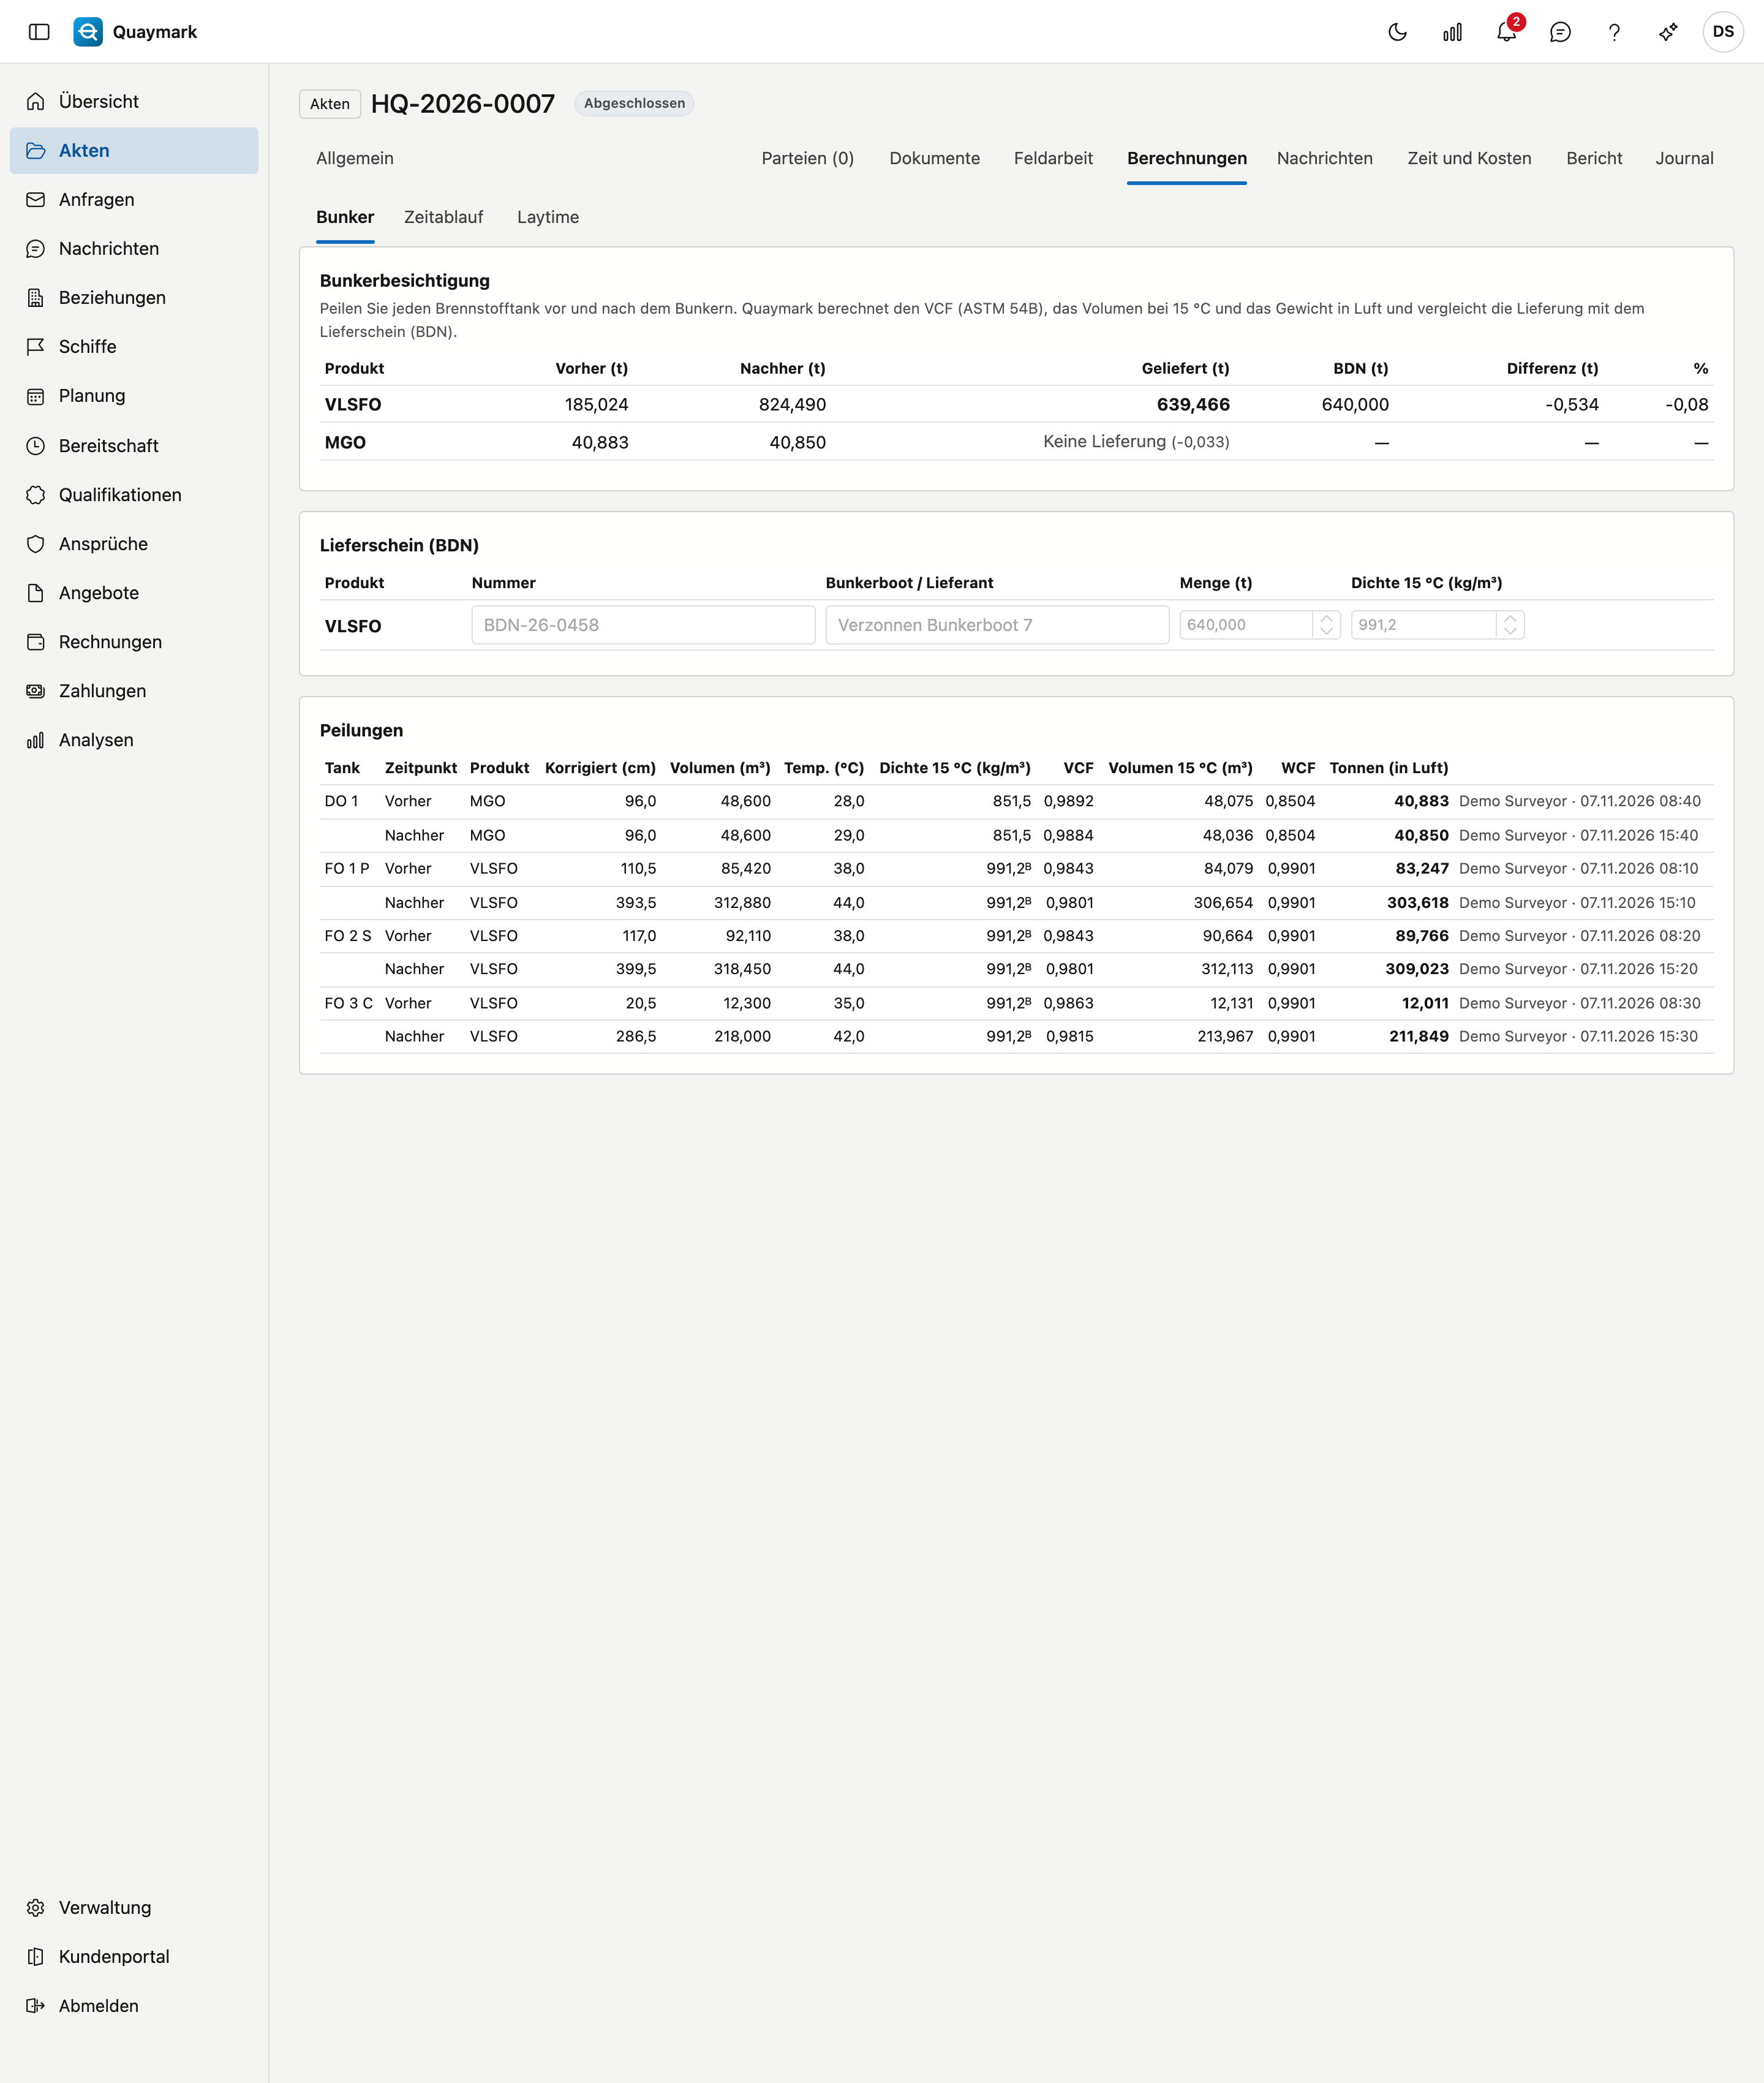 Quaymark
2
DS
Übersicht
Akten
Anfragen
Nachrichten
Beziehungen
Schiffe
Planung
Bereitschaft
Qualifikationen
Ansprüche
Angebote
Rechnungen
Zahlungen
Analysen
Verwaltung
Kundenportal
Abmelden
Akten HQ-2026-0007 Abgeschlossen
Allgemein Parteien (0) Dokumente Feldarbeit Berechnungen Nachrichten Zeit und Kosten Bericht Journal
Bunker Zeitablauf Laytime
Bunkerbesichtigung
Peilen Sie jeden Brennstofftank vor und nach dem Bunkern. Quaymark berechnet den VCF (ASTM 54B), das Volumen bei 15 °C und das Gewicht in Luft und vergleicht die Lieferung mit dem
Lieferschein (BDN).
Produkt Vorher (t) Nachher (t) Geliefert (t) BDN (t) Differenz (t) %
VLSFO 185,024 824,490 639,466 640,000 -0,534 -0,08
MGO 40,883 40,850 Keine Lieferung (-0,033) — — —
Lieferschein (BDN)
Produkt Nummer Bunkerboot / Lieferant Menge (t) Dichte 15 °C (kg/m³)
VLSFO BDN-26-0458 Verzonnen Bunkerboot 7 640,000 991,2
Peilungen
Tank Zeitpunkt Produkt Korrigiert (cm) Volumen (m³) Temp. (°C) Dichte 15 °C (kg/m³) VCF Volumen 15 °C (m³) WCF Tonnen (in Luft)
DO 1 Vorher MGO 96,0 48,600 28,0 851,5 0,9892 48,075 0,8504 40,883 Demo Surveyor · 07.11.2026 08:40
Nachher MGO 96,0 48,600 29,0 851,5 0,9884 48,036 0,8504 40,850 Demo Surveyor · 07.11.2026 15:40
FO 1 P Vorher VLSFO 110,5 85,420 38,0 991,2ᴮ 0,9843 84,079 0,9901 83,247 Demo Surveyor · 07.11.2026 08:10
Nachher VLSFO 393,5 312,880 44,0 991,2ᴮ 0,9801 306,654 0,9901 303,618 Demo Surveyor · 07.11.2026 15:10
FO 2 S Vorher VLSFO 117,0 92,110 38,0 991,2ᴮ 0,9843 90,664 0,9901 89,766 Demo Surveyor · 07.11.2026 08:20
Nachher VLSFO 399,5 318,450 44,0 991,2ᴮ 0,9801 312,113 0,9901 309,023 Demo Surveyor · 07.11.2026 15:20
FO 3 C Vorher VLSFO 20,5 12,300 35,0 991,2ᴮ 0,9863 12,131 0,9901 12,011 Demo Surveyor · 07.11.2026 08:30
Nachher VLSFO 286,5 218,000 42,0 991,2ᴮ 0,9815 213,967 0,9901 211,849 Demo Surveyor · 07.11.2026 15:30